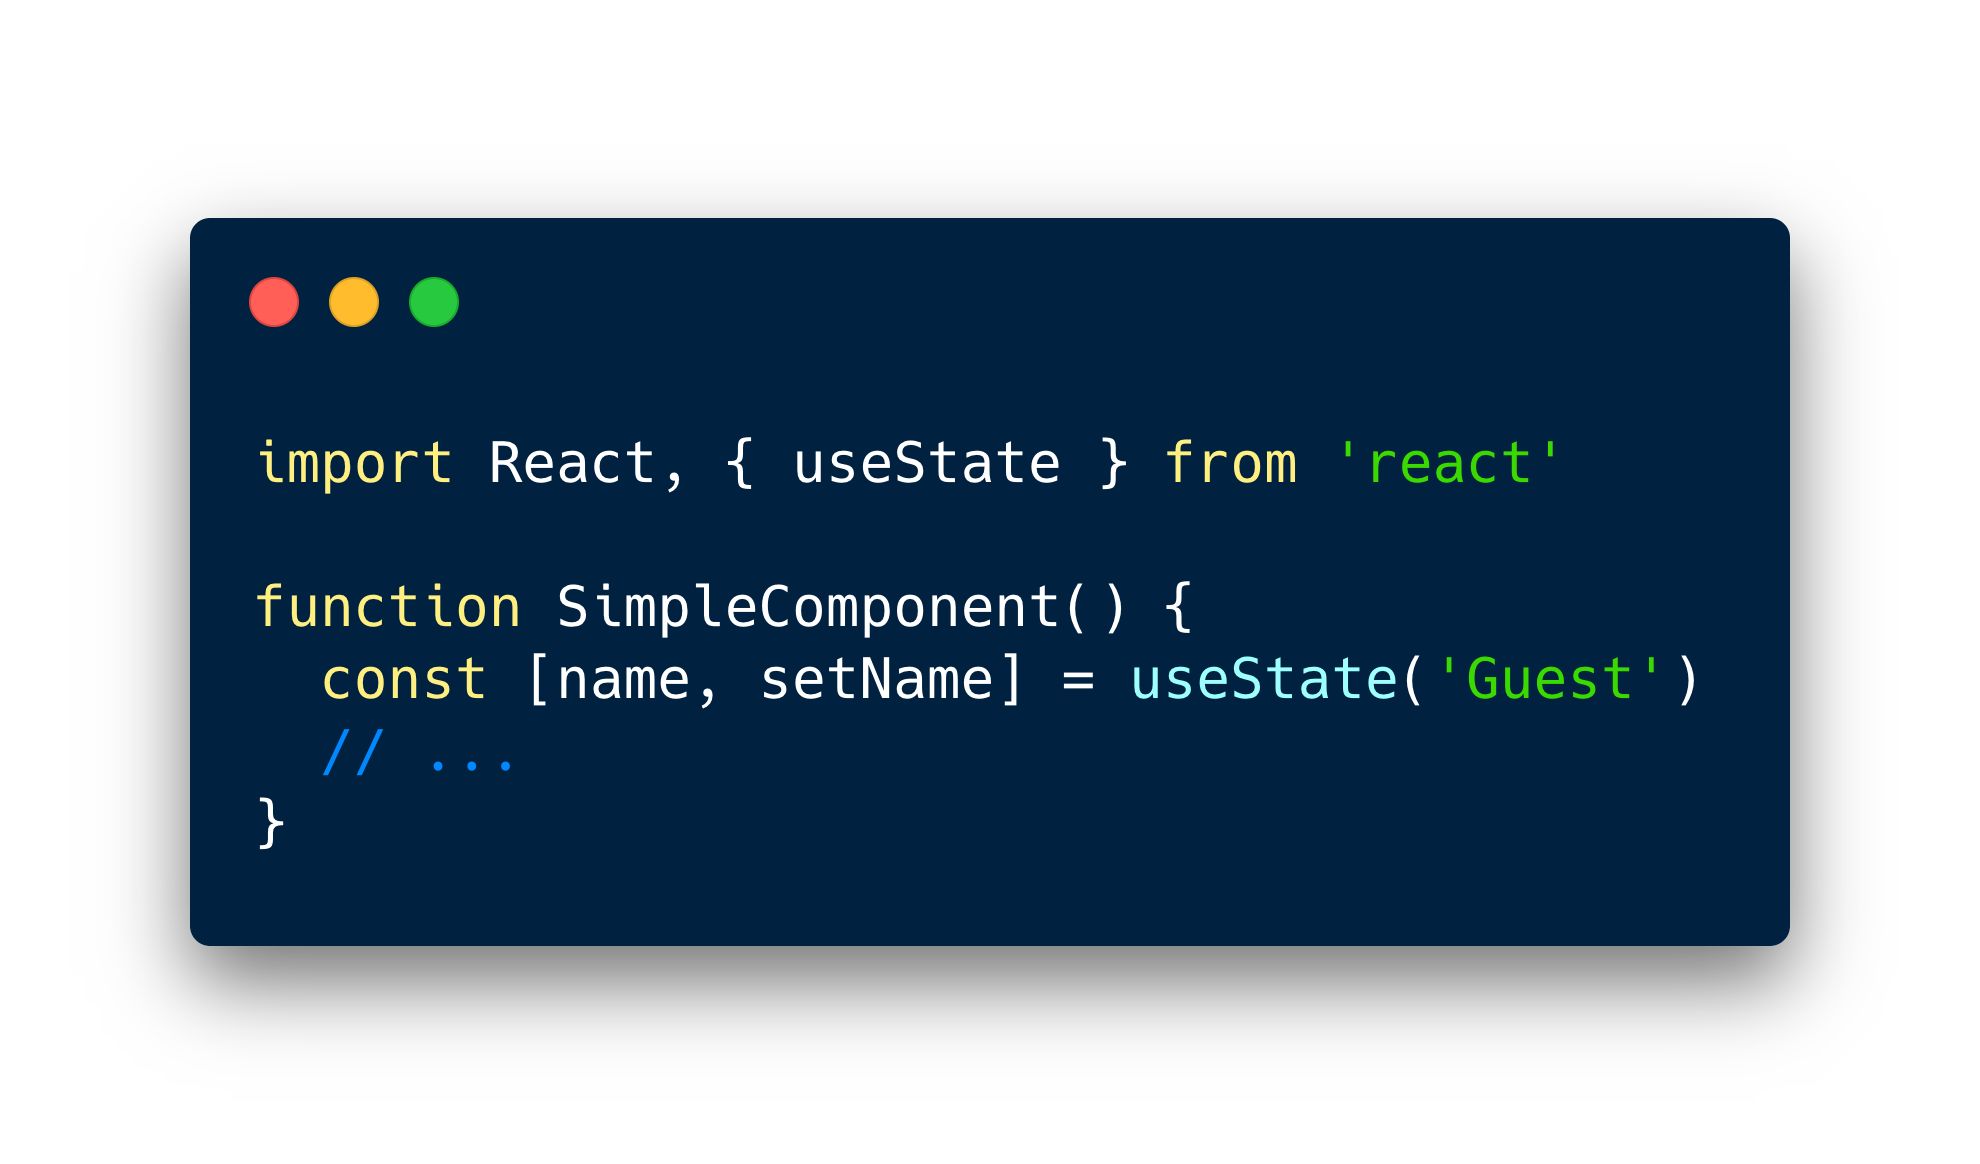 import React, { useState } from 'react'

function SimpleComponent() {
  const [name, setName] = useState('Guest')
  // ...
}